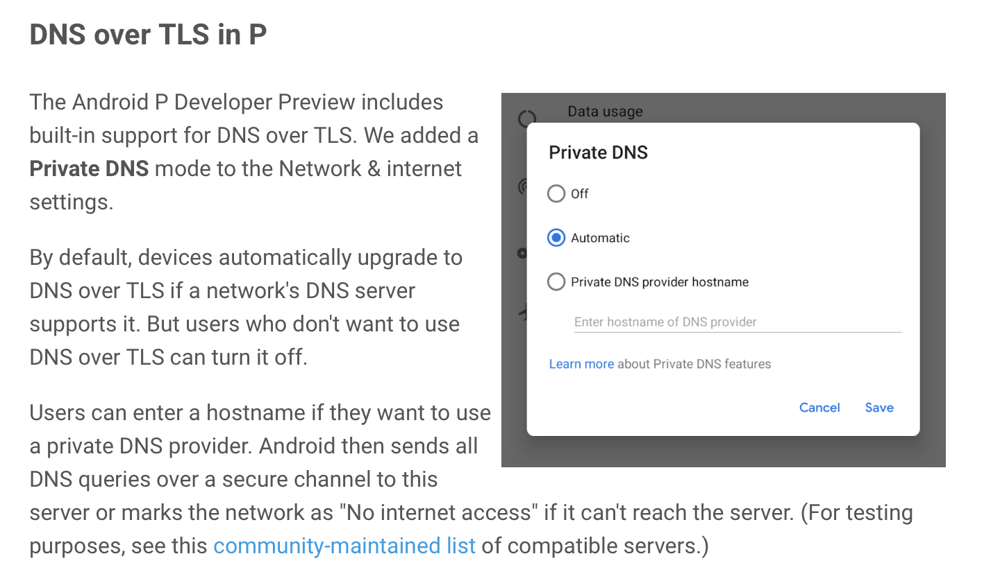 DNS over TLS in P
The Android P Developer Preview includes
built-in support for DNS over TLS. We added a
Private DNS mode to the Network & internet
settings.
By default, devices automatically upgrade to
DNS over TLS if a network's DNS server
supports it. But users who don't want to use
DNS over TLS can turn it off.
Users can enter a hostname if they want to use
a private DNS provider. Android then sends all
DNS queries over a secure channel to this
server or marks the network as "No internet access" if it can't reach the server. (For testing
purposes, see this community-maintained list of compatible servers.)
Data usage
Private DNS
Off
Automatic
Private DNS provider hostname
Enter hostname of DNS provider
Learn more about Private DNS features
Cancel Save